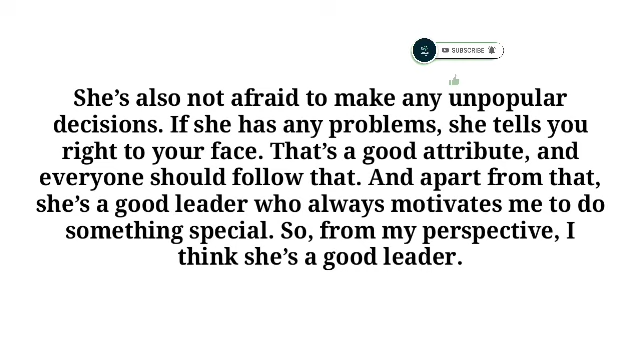 SUBSCRIBE
She’s also not afraid to make any unpopular
decisions. If she has any problems, she tells you
right to your face. That’s a good attribute, and
everyone should follow that. And apart from that,
she’s a good leader who always motivates me to do
something special. So, from my perspective, I
think she’s a good leader.